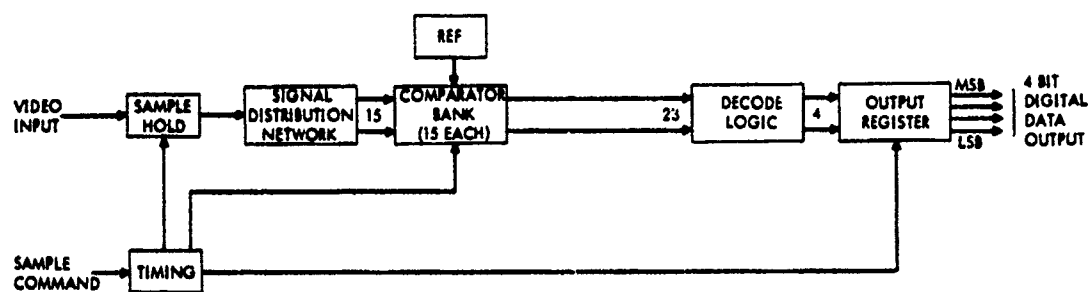 REF
VIDEO
INPUT
SAMPLE
HOLD
SIGNAL
DISTRIBUTION
NETWORK
15
COMPARATOR
BANK
(15 EACH)
23
DECODE
LOGIC
4
OUTPUT
REGISTER
MSB
LSB
4 BIT
DIGITAL
DATA
OUTPUT
SAMPLE
COMMAND
TIMING